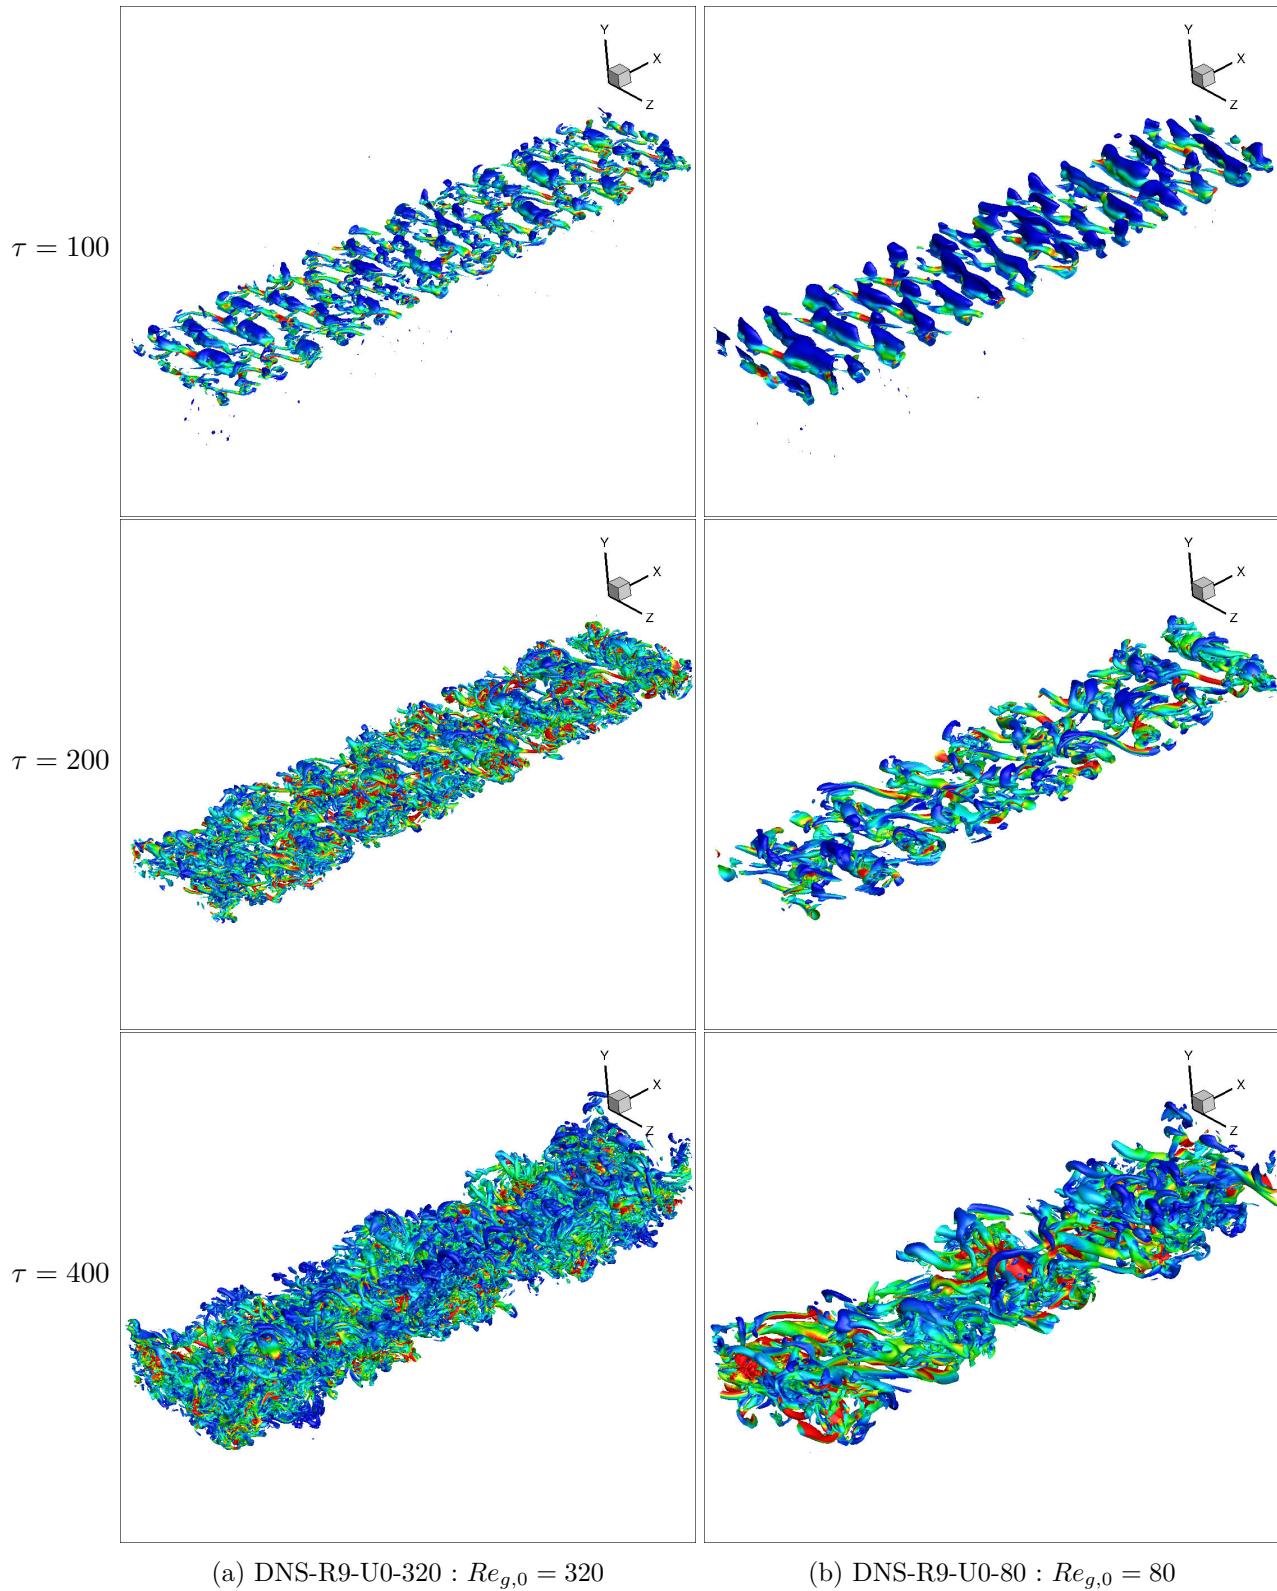 Y
X
Z
Y
X
Z
τ = 100
Y
X
Z
Y
X
Z
τ = 200
Y
X
Z
Y
X
Z
τ = 400
(a) DNS-R9-U0-320 : Re_{g,0} = 320
(b) DNS-R9-U0-80 : Re_{g,0} = 80